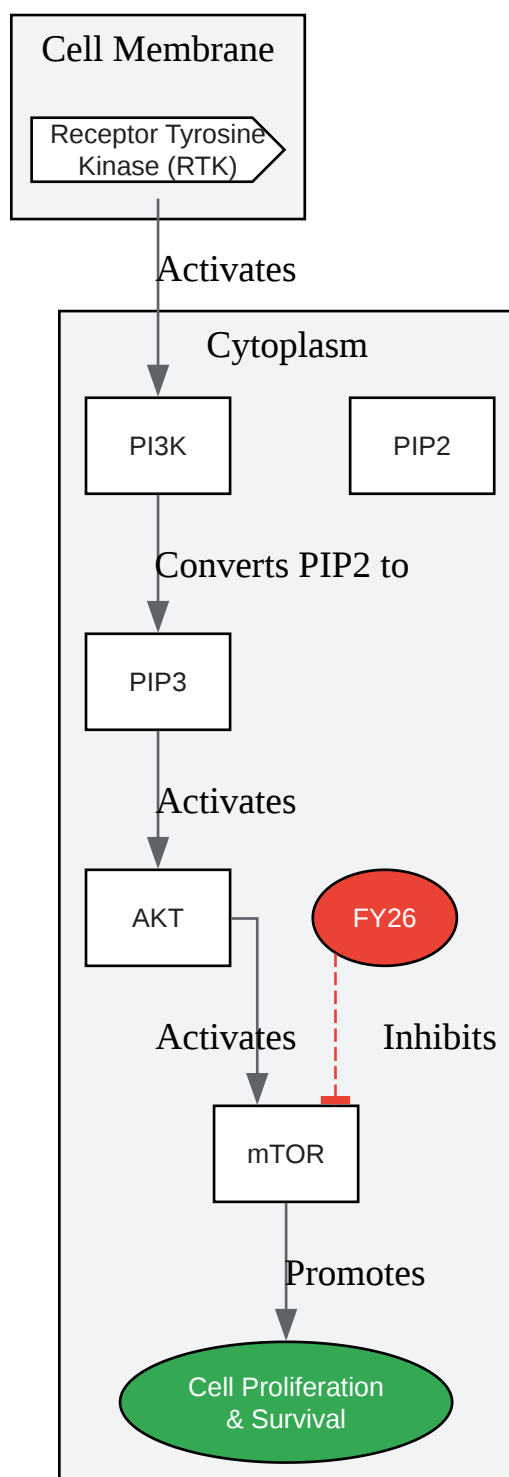 Cell Membrane
Receptor Tyrosine
Kinase (RTK)
Activates
Cytoplasm
PI3K
PIP2
Converts PIP2 to
PIP3
Activates
AKT
FY26
Activates
Inhibits
mTOR
Promotes
Cell Proliferation
& Survival